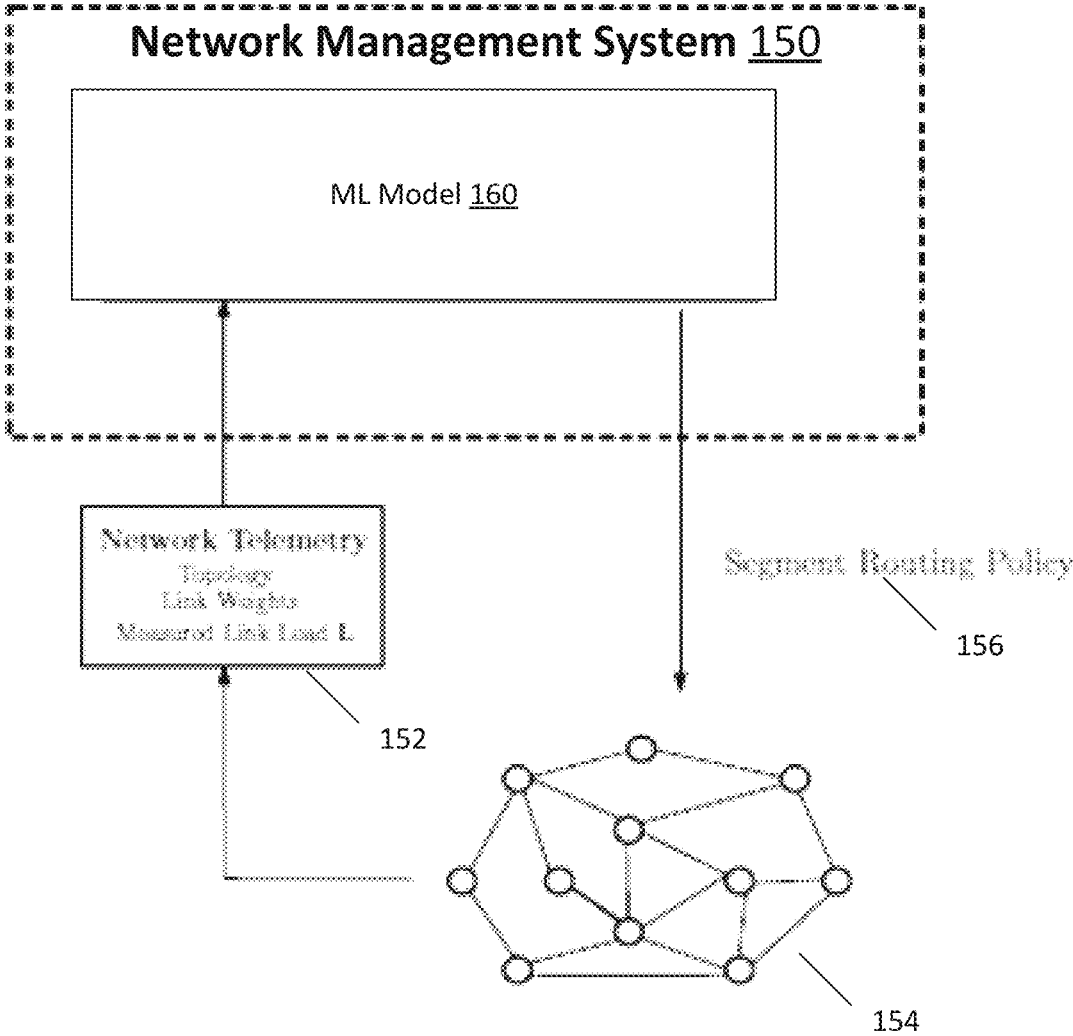 Network Management System 150
ML Model 160
Network Telemetry
Topology
Link Weights
Measured Link Load L
Segment Routing Policy
156
152
154